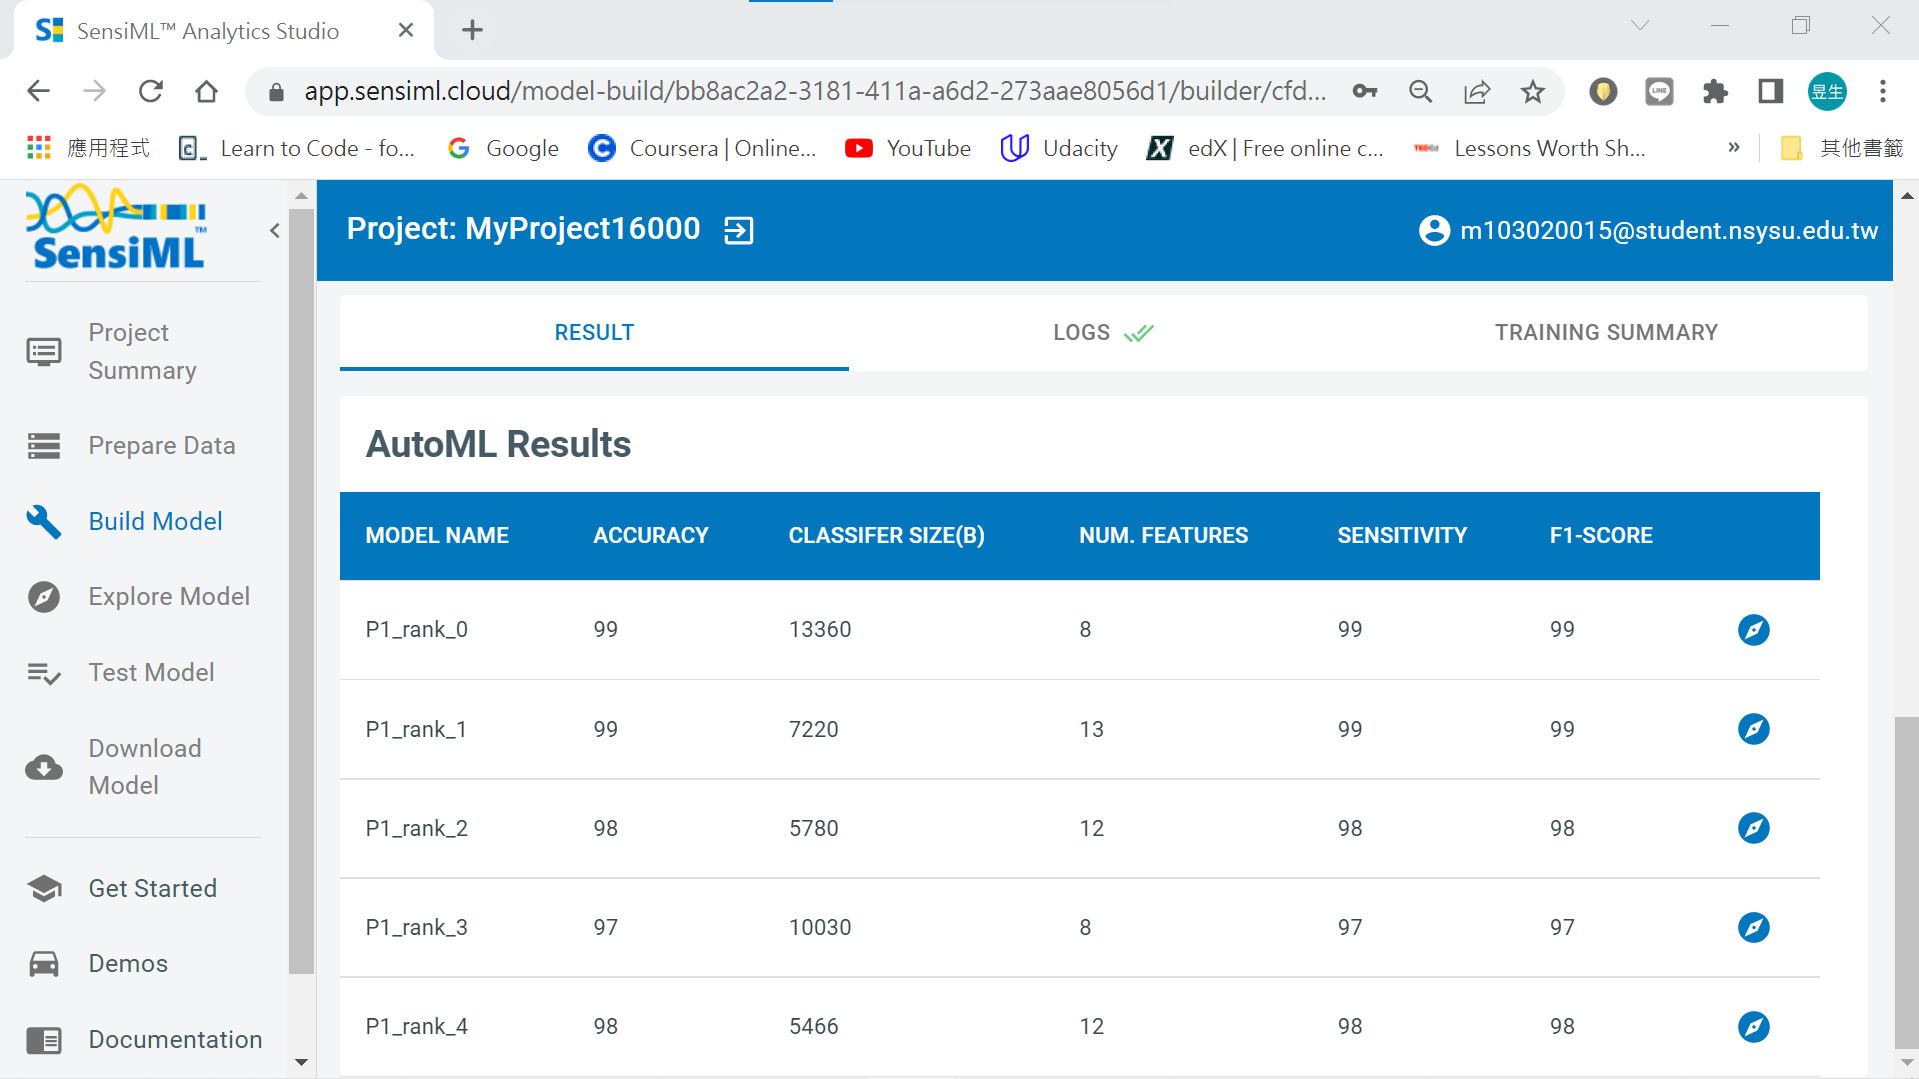 SensiML™ Analytics Studio
app.sensiml.cloud/model-build/bb8ac2a2-3181-411a-a6d2-273aae8056d1/builder/cfd...
LINE
昱生
應用程式
Learn to Code - fo...
Google
Coursera | Online...
YouTube
Udacity
edX | Free online c...
Lessons Worth Sh...
»
其他書籤
SensiML™
Project: MyProject16000
m103020015@student.nsysu.edu.tw
Project
Summary
Prepare Data
Build Model
Explore Model
Test Model
Download
Model
Get Started
Demos
Documentation
RESULT
LOGS
TRAINING SUMMARY
AutoML Results
MODEL NAME ACCURACY CLASSIFER SIZE(B) NUM. FEATURES SENSITIVITY F1-SCORE
P1_rank_0 99 13360 8 99 99
P1_rank_1 99 7220 13 99 99
P1_rank_2 98 5780 12 98 98
P1_rank_3 97 10030 8 97 97
P1_rank_4 98 5466 12 98 98